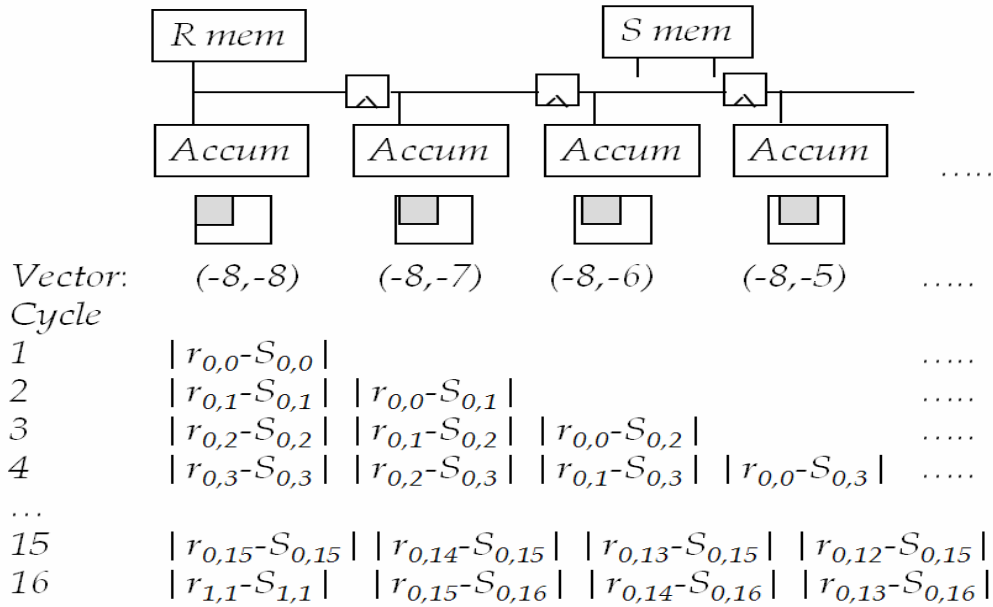 R mem S mem
Accum Accum Accum Accum
.....
Vector: (-8,-8) (-8,-7) (-8,-6) (-8,-5) .....
Cycle
1 | r0,0-S0,0 | .....
2 | r0,1-S0,1 | | r0,0-S0,1 | .....
3 | r0,2-S0,2 | | r0,1-S0,2 | | r0,0-S0,2 | .....
4 | r0,3-S0,3 | | r0,2-S0,3 | | r0,1-S0,3 | | r0,0-S0,3 | .....
...
15 | r0,15-S0,15 | | r0,14-S0,15 | | r0,13-S0,15 | | r0,12-S0,15 |
16 | r1,1-S1,1 | | r0,15-S0,16 | | r0,14-S0,16 | | r0,13-S0,16 |